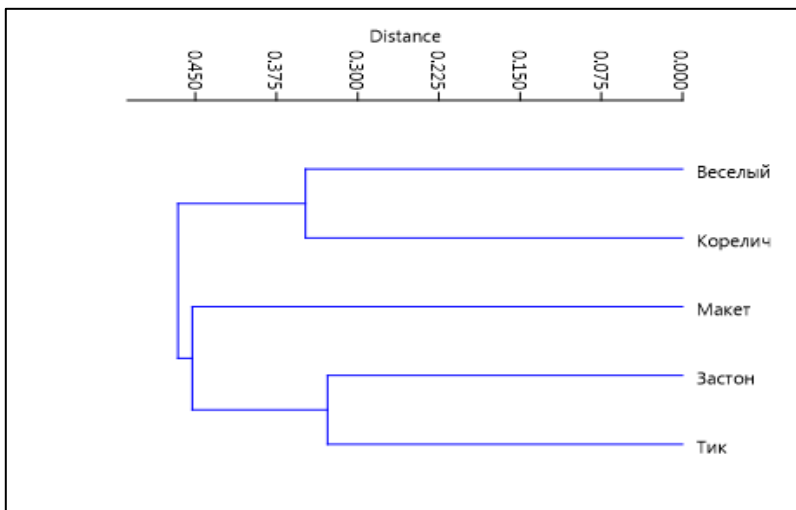 Distance
0.450 0.375 0.300 0.225 0.150 0.075 0.000
Веселый
Корелич
Макет
Застон
Тик